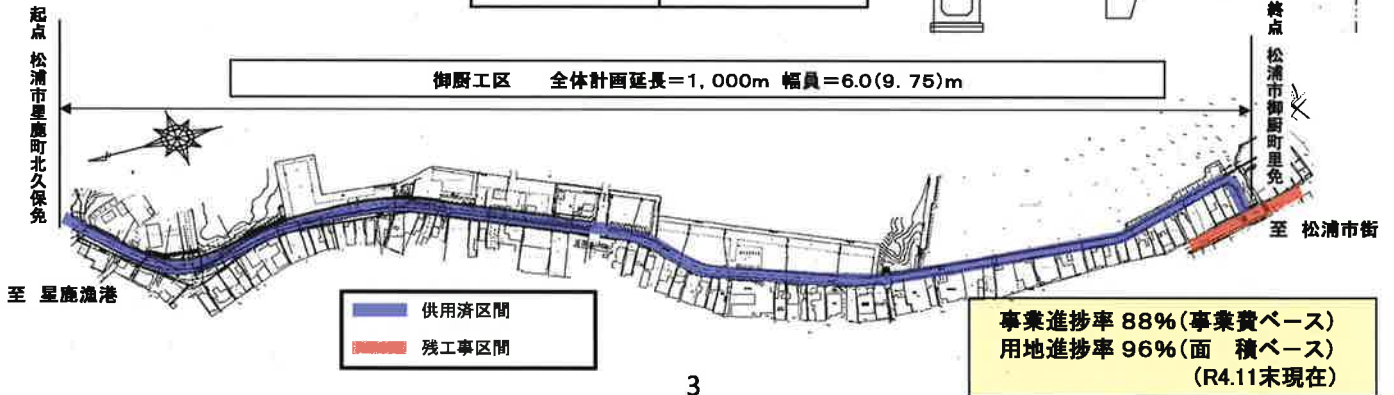 起点 松浦市星鹿町北久保免
終点 松浦市御厨町里免
御厨工区 全体計画延長=1,000m 幅員=6.0(9.75)m
至 松浦市街
至 星鹿漁港
供用済区間
残工事区間
事業進捗率 88%(事業費ベース)
用地進捗率 96%(面 積ベース)
(R4.11末現在)
3